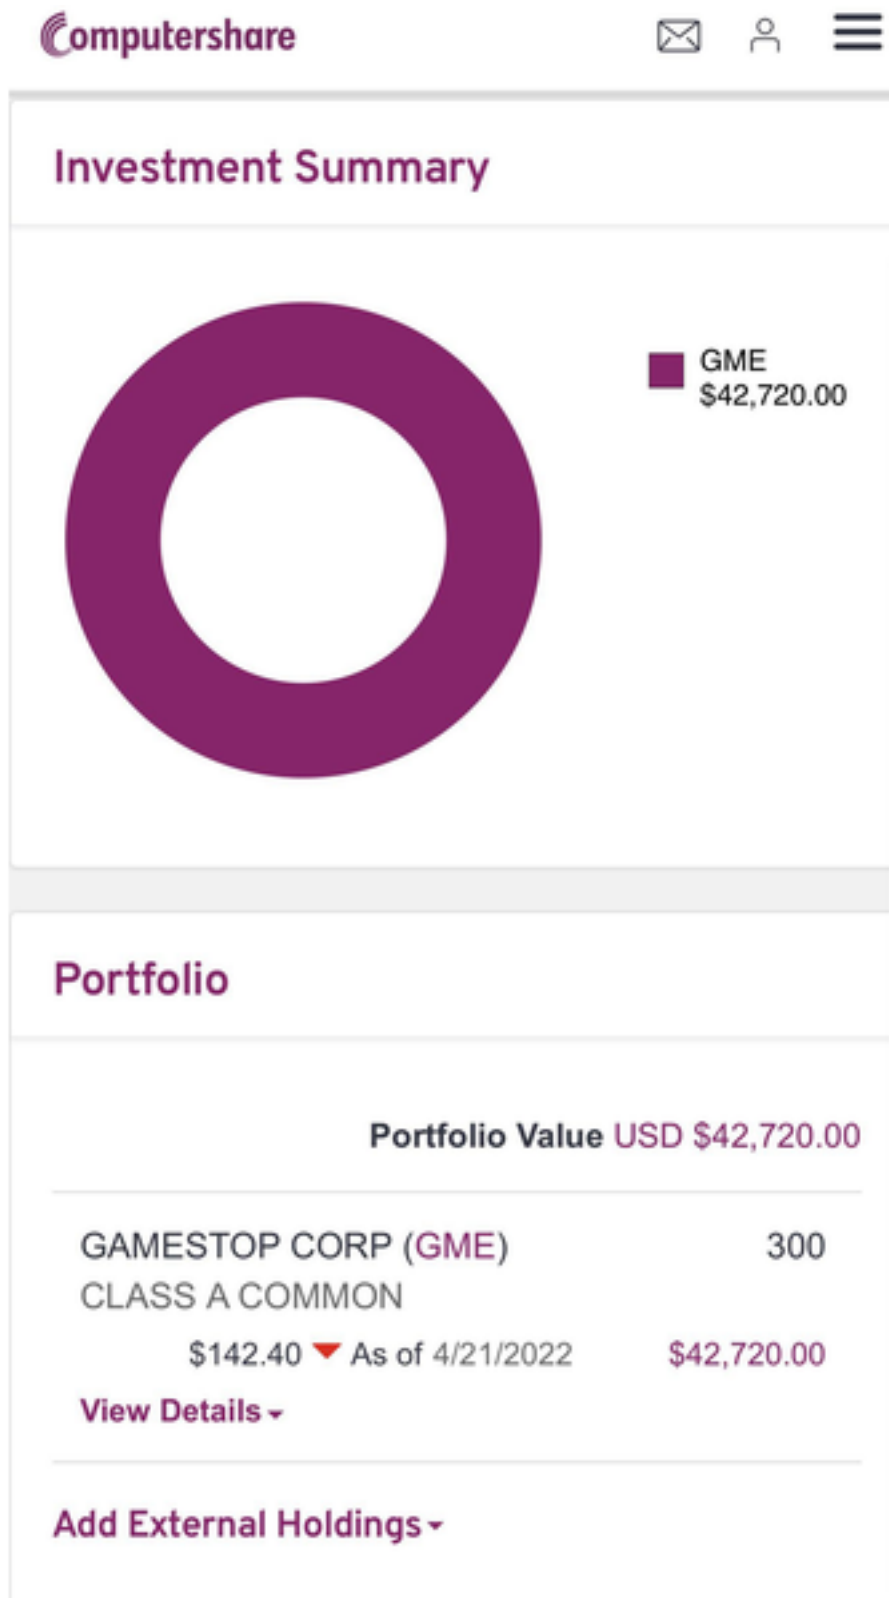 Computershare
Investment Summary
GME
$42,720.00
Portfolio
Portfolio Value USD $42,720.00
GAMESTOP CORP (GME) 300
CLASS A COMMON
$142.40 As of 4/21/2022 $42,720.00
View Details
Add External Holdings